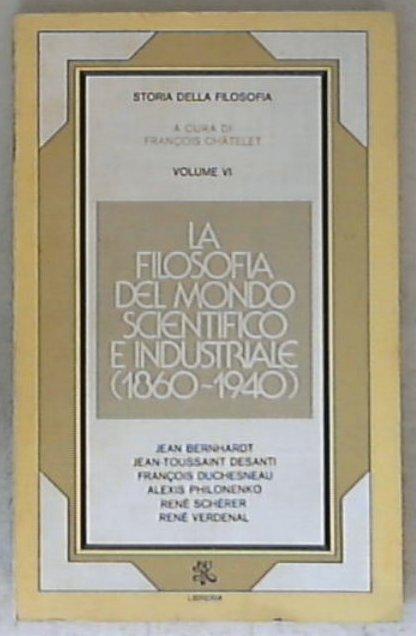 STORIA DELLA FILOSOFIA
A CURA DI
FRANÇOIS CHÂTELET
VOLUME VI
LA
FILOSOFIA
DEL MONDO
SCIENTIFICO
E INDUSTRIALE
(1860-1940)
JEAN BERNHARDT
JEAN-TOUSSAINT DESANTI
FRANÇOIS DUCHESNEAU
ALEXIS PHILONENKO
RENÉ SCHÉRER
RENÉ VERDENAL
LIBRERIA